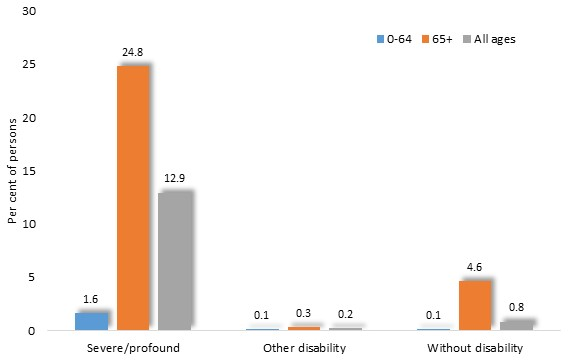 30
25
20
15
10
5
0
Per cent of persons
0-64 65+ All ages
1.6 24.8 12.9
0.1 0.3 0.2
0.1 4.6 0.8
Severe/profound Other disability Without disability